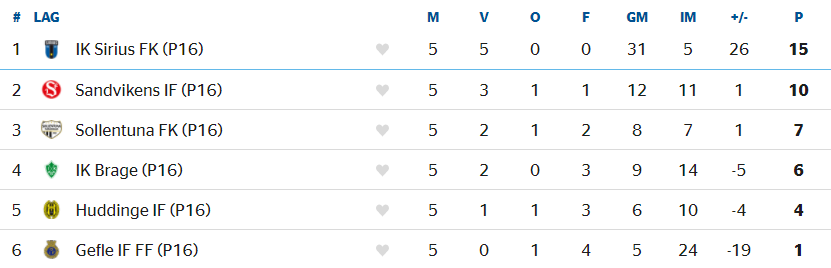 # LAG M V O F GM IM +/- P
1 IK Sirius FK (P16) 5 5 0 0 31 5 26 15
2 Sandvikens IF (P16) 5 3 1 1 12 11 1 10
3 Sollentuna FK (P16) 5 2 1 2 8 7 1 7
4 IK Brage (P16) 5 2 0 3 9 14 -5 6
5 Huddinge IF (P16) 5 1 1 3 6 10 -4 4
6 Gefle IF FF (P16) 5 0 1 4 5 24 -19 1